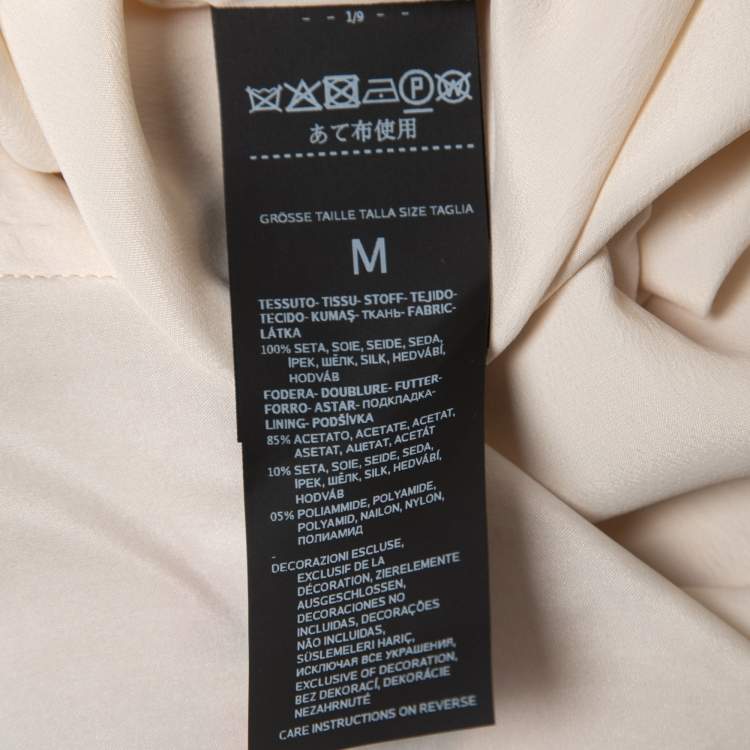 - - 1/9 - -
P W
あて布使用
GRÖSSE TAILLE TALLA SIZE TAGLIA
M
TESSUTO- TISSU- STOFF- TEJIDO-
TECIDO- KUMAŞ- ТКАНЬ- FABRIC-
LÁTKA
100% SETA, SOIE, SEIDE, SEDA,
İPEK, ШЁЛК, SILK, HEDVÁBÍ,
HODVÁB
FODERA- DOUBLURE- FUTTER-
FORRO- ASTAR- ПОДКЛАДКА-
LINING- PODŠÍVKA
85% ACETATO, ACETATE, ACETAT,
ASETAT, АЦЕТАТ, ACETÁT
10% SETA, SOIE, SEIDE, SEDA,
İPEK, ШЁЛК, SILK, HEDVÁBÍ,
HODVÁB
05% POLIAMMIDE, POLYAMIDE,
POLYAMID, NAILON, NYLON,
ПОЛИАМИД
-
DECORAZIONI ESCLUSE,
EXCLUSIF DE LA
DÉCORATION, ZIERELEMENTE
AUSGESCHLOSSEN,
DECORACIONES NO
INCLUIDAS, DECORAÇÕES
NÃO INCLUIDAS,
SÜSLEMELERI HARIÇ,
ИСКЛЮЧАЯ ВСЕ УКРАШЕНИЯ,
EXCLUSIVE OF DECORATION,
BEZ DEKORACÍ, DEKORÁCIE
NEZAHRNUTÉ
CARE INSTRUCTIONS ON REVERSE